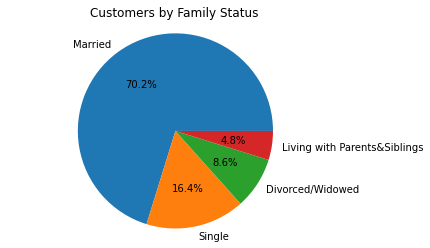 Customers by Family Status
Married
70.2%
4.8%
Living with Parents&Siblings
8.6%
16.4%
Divorced/Widowed
Single